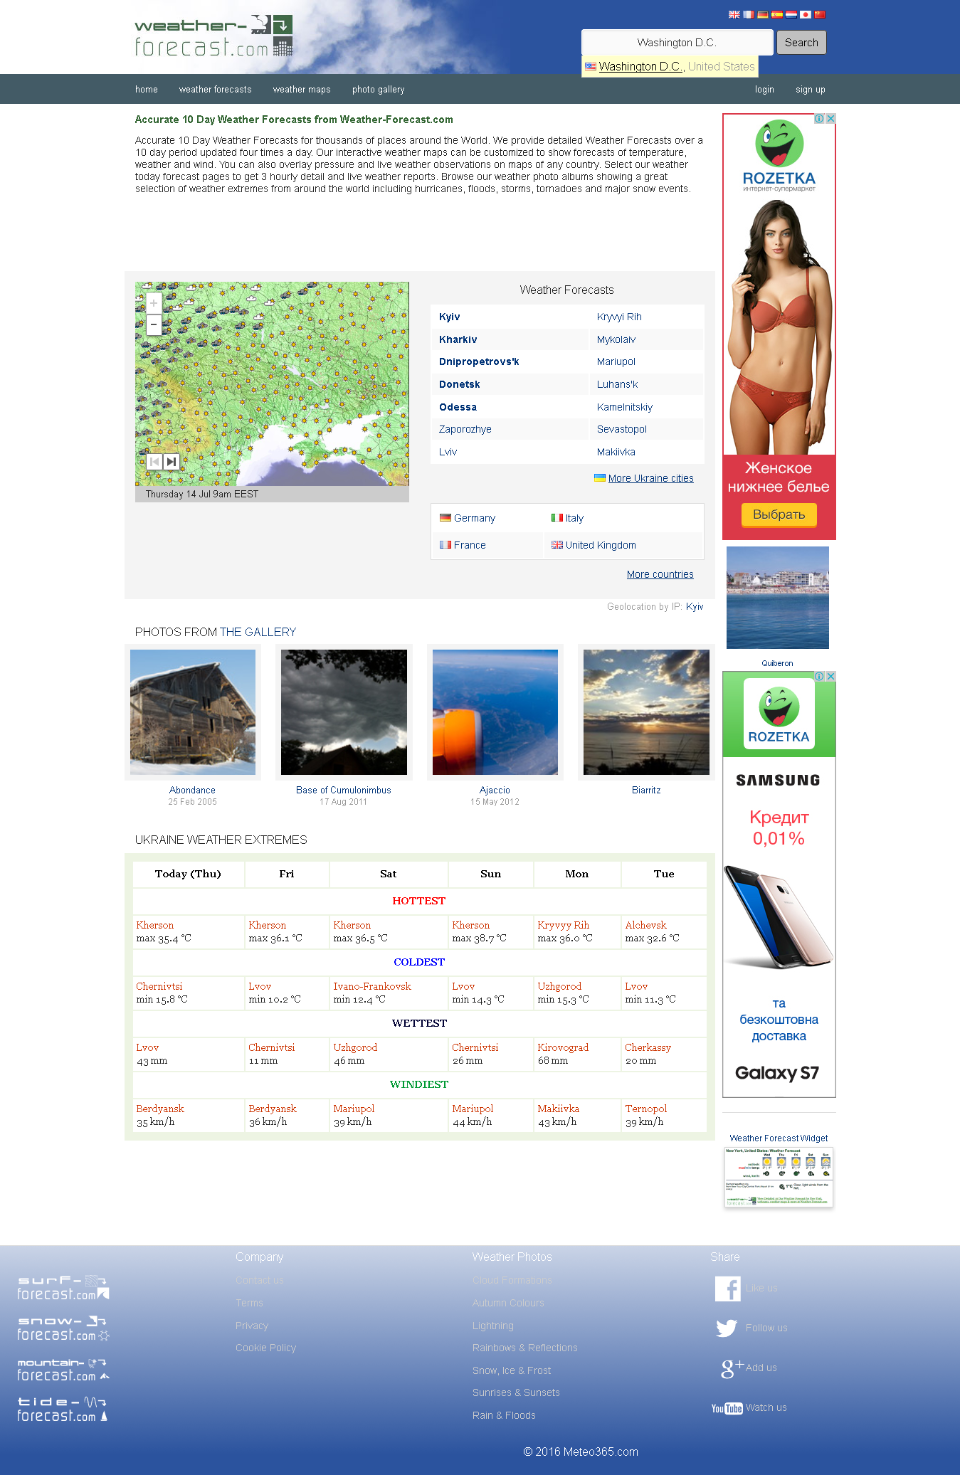 weather-
forecast.com
Washington D.C.
Search
Washington D.C., United States
home
weather forecasts
weather maps
photo gallery
login
sign up
Accurate 10 Day Weather Forecasts from Weather-Forecast.com
Accurate 10 Day Weather Forecasts for thousands of places around the World. We provide detailed Weather Forecasts over a
10 day period updated four times a day. Our interactive weather maps can be customized to show forecasts of temperature,
weather and wind. You can also overlay pressure and live weather observations on maps of any country. Select our weather
today forecast pages to get 3 hourly detail and live weather reports. Browse our weather photo albums showing a great
selection of weather extremes from around the world including hurricanes, floods, storms, tornadoes and major snow events.
ROZETKA
интернет-супермаркет
Женское
нижнее белье
Выбрать
Thursday 14 Jul 9am EEST
Weather Forecasts
Kyiv Kryvyi Rih
Kharkiv Mykolaiv
Dnipropetrovs'k Mariupol
Donetsk Luhans'k
Odessa Kamelnitskiy
Zaporozhye Sevastopol
Lviv Makiivka
More Ukraine cities
Germany Italy
France United Kingdom
More countries
Geolocation by IP: Kyiv
Quiberon
PHOTOS FROM THE GALLERY
Abondance
25 Feb 2005
Base of Cumulonimbus
17 Aug 2011
Ajaccio
15 May 2012
Biarritz
ROZETKA
SAMSUNG
Кредит
0,01%
та
безкоштовна
доставка
Galaxy S7
UKRAINE WEATHER EXTREMES
Today (Thu) Fri Sat Sun Mon Tue
HOTTEST
Kherson Kherson Kherson Kherson Kryvyy Rih Alchevsk
max 35.4 °C max 36.1 °C max 36.5 °C max 38.7 °C max 36.0 °C max 32.6 °C
COLDEST
Chernivtsi Lvov Ivano-Frankovsk Lvov Uzhgorod Lvov
min 15.8 °C min 10.2 °C min 12.4 °C min 14.3 °C min 15.3 °C min 11.3 °C
WETTEST
Lvov Chernivtsi Uzhgorod Chernivtsi Kirovograd Cherkassy
43 mm 11 mm 46 mm 26 mm 68 mm 20 mm
WINDIEST
Berdyansk Berdyansk Mariupol Mariupol Makiivka Ternopol
35 km/h 36 km/h 39 km/h 44 km/h 43 km/h 39 km/h
Weather Forecast Widget
New York, United States: Weather Forecast
surf-
forecast.com
snow-
forecast.com
mountain-
forecast.com
tide-
forecast.com
Company
Contact us
Terms
Privacy
Cookie Policy
Weather Photos
Cloud Formations
Autumn Colours
Lightning
Rainbows & Reflections
Snow, Ice & Frost
Sunrises & Sunsets
Rain & Floods
Share
Like us
Follow us
Add us
YouTube
Watch us
© 2016 Meteo365.com